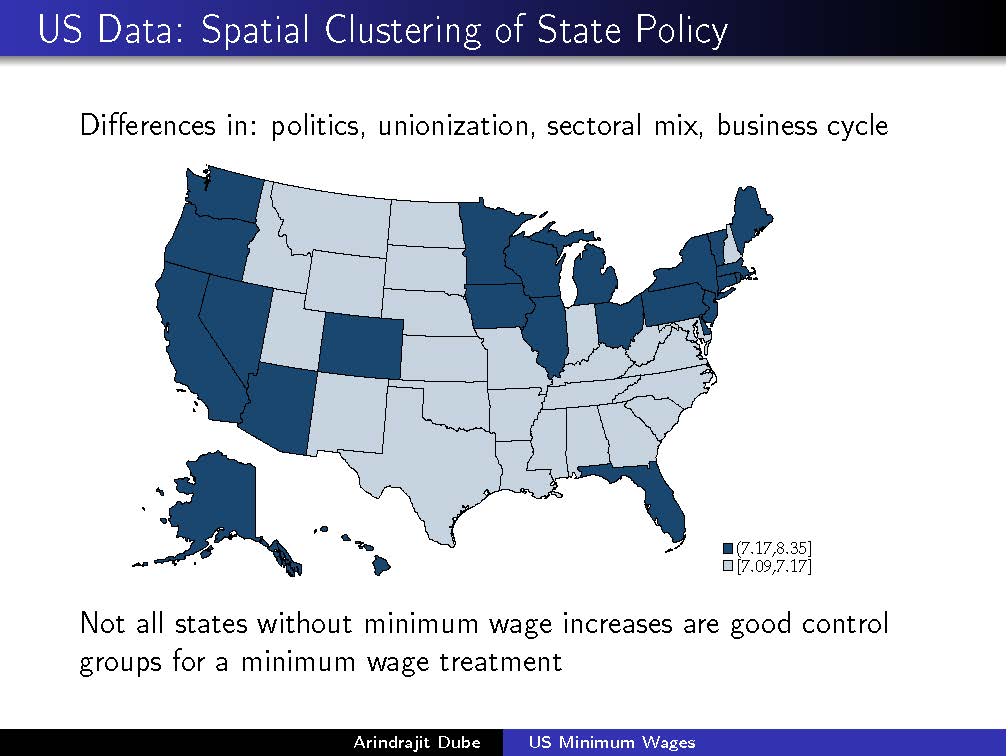 US Data: Spatial Clustering of State Policy
Differences in: politics, unionization, sectoral mix, business cycle
(7.17,8.35]
[7.09,7.17]
Not all states without minimum wage increases are good control
groups for a minimum wage treatment
Arindrajit Dube
US Minimum Wages